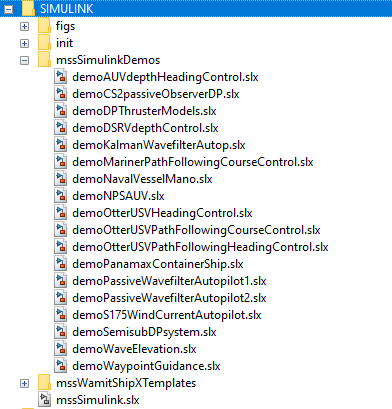 SIMULINK
figs
init
mssSimulinkDemos
demoAUVdepthHeadingControl.slx
demoCS2passiveObserverDP.slx
demoDPThrusterModels.slx
demoDSRVdepthControl.slx
demoKalmanWavefilterAutop.slx
demoMarinerPathFollowingCourseControl.slx
demoNavalVesselMano.slx
demoNPSAUV.slx
demoOtterUSVHeadingControl.slx
demoOtterUSVPathFollowingCourseControl.slx
demoOtterUSVPathFollowingHeadingControl.slx
demoPanamaxContainerShip.slx
demoPassiveWavefilterAutopilot1.slx
demoPassiveWavefilterAutopilot2.slx
demoS175WindCurrentAutopilot.slx
demoSemisubDPsystem.slx
demoWaveElevation.slx
demoWaypointGuidance.slx
mssWamitShipXTemplates
mssSimulink.slx